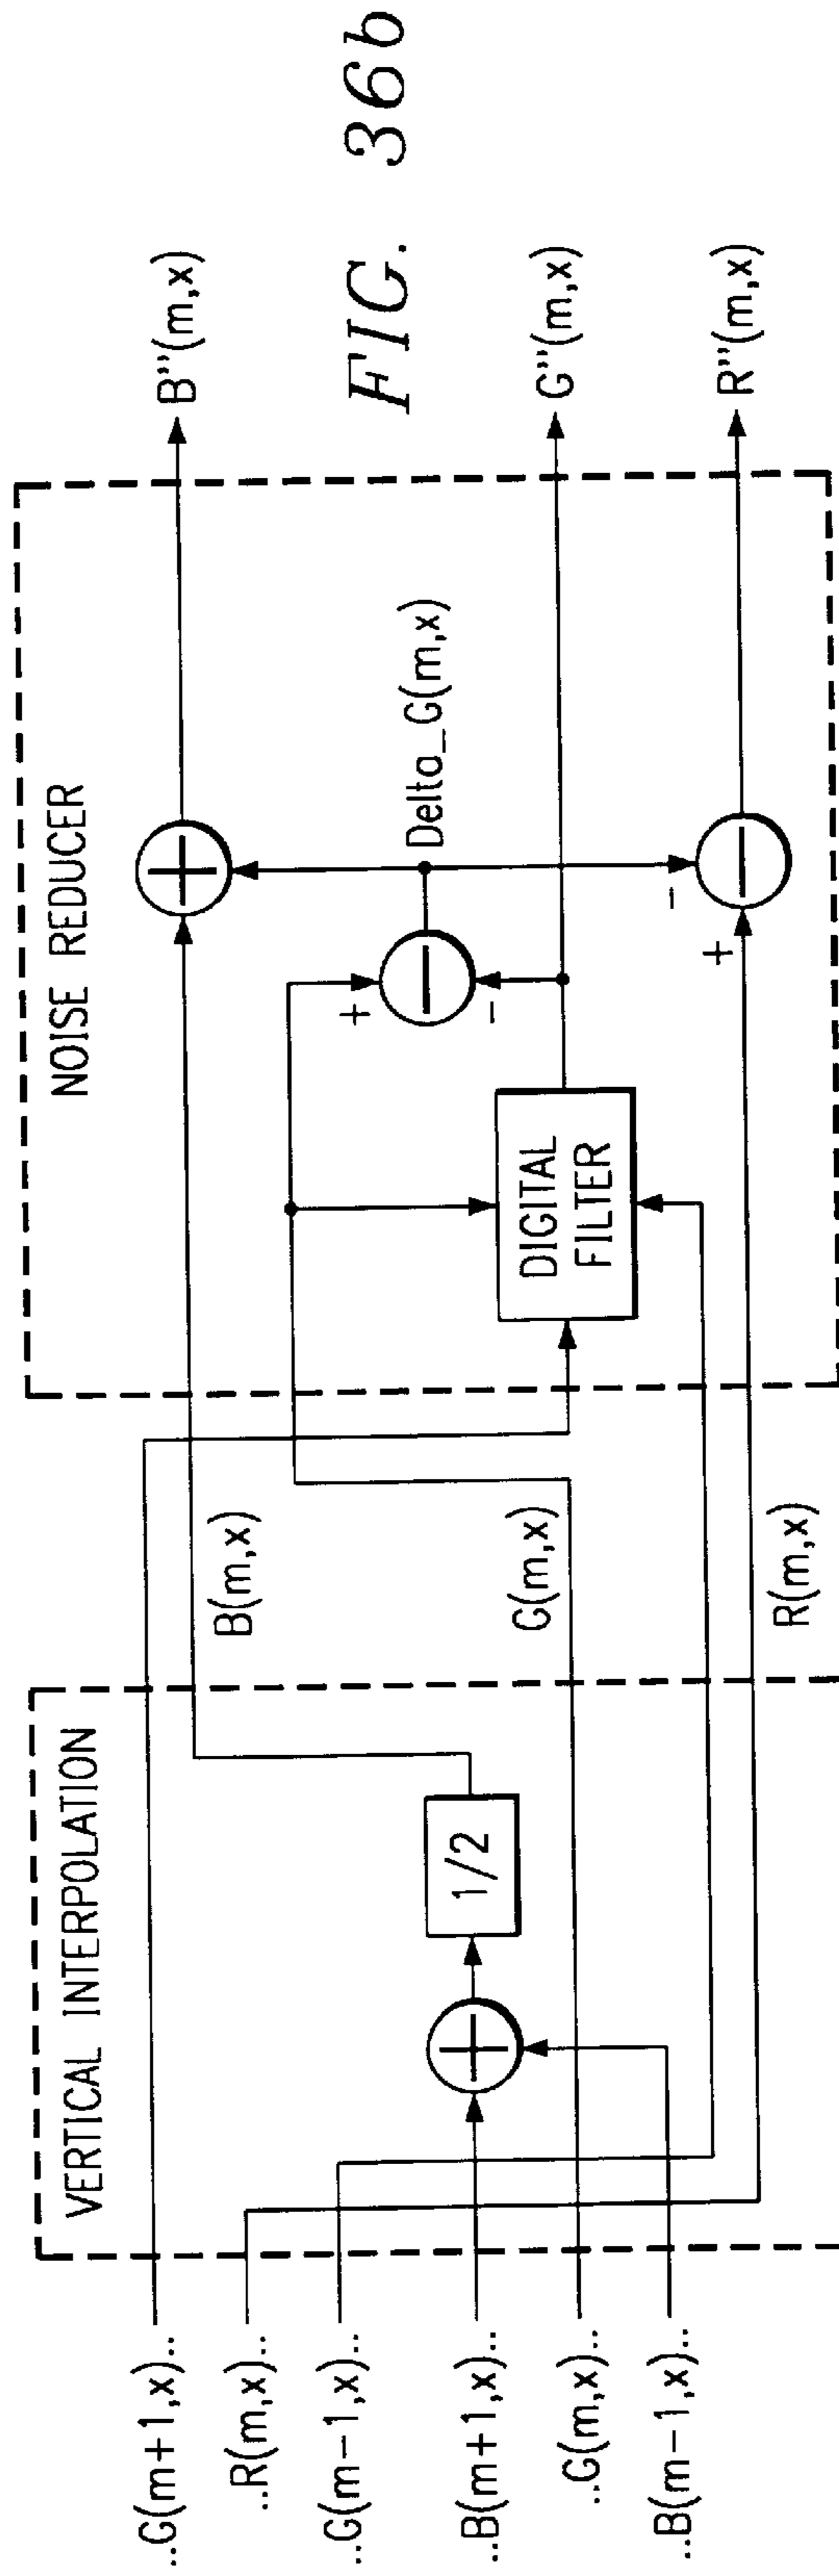 FIG. 36b
VERTICAL INTERPOLATION
NOISE REDUCER
..G(m+1,x)..
..R(m,x)..
..G(m-1,x)..
..B(m+1,x)..
..G(m,x)..
..B(m-1,x)..
+
1/2
B(m,x)
G(m,x)
R(m,x)
DIGITAL
FILTER
+
-
−
Delta_G(m,x)
+
+
-
−
B''(m,x)
G''(m,x)
R''(m,x)